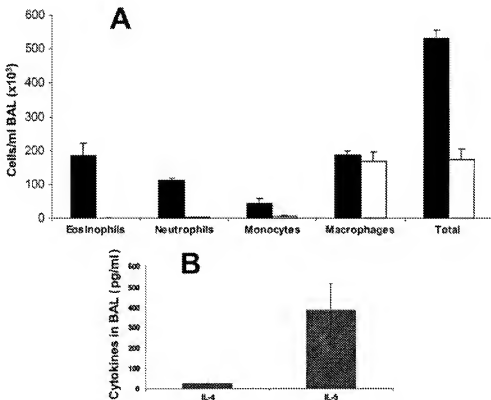 A
Cells/ml BAL (x10³)
600
500
400
300
200
100
0
Eosinophils Neutrophils Monocytes Macrophages Total
B
Cytokines in BAL (pg/ml)
600
500
400
300
200
100
0
IL-4 IL-5